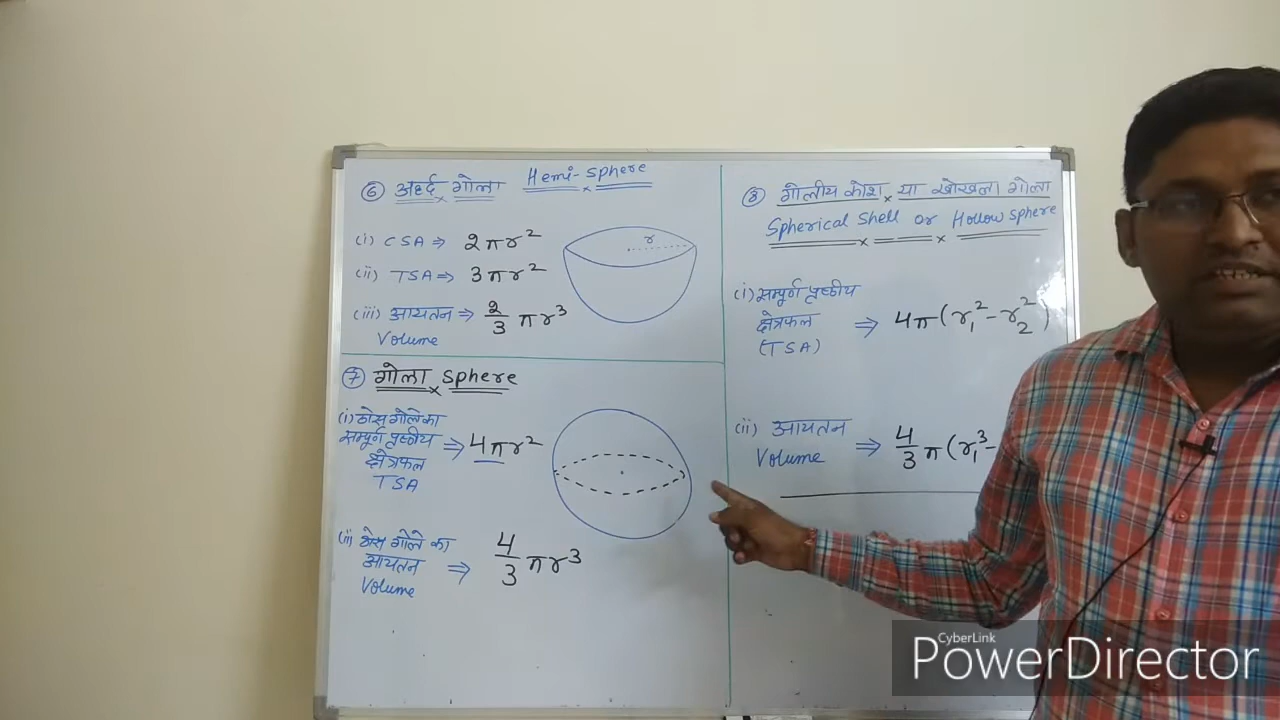 ⑥ अर्द्ध गोला Hemi-sphere
(i) CSA ⇒ 2πr²
(ii) TSA ⇒ 3πr²
(iii) आयतन ⇒ 2/3 πr³
Volume
r
⑦ गोला sphere
(i) ठोस गोले का
सम्पूर्ण पृष्ठीय ⇒ 4πr²
क्षेत्रफल
TSA
(ii) ठोस गोले का
आयतन ⇒ 4/3 πr³
Volume
⑧ गोलीय कोश या खोखला गोला
Spherical shell or Hollow sphere
(i) सम्पूर्ण पृष्ठीय
क्षेत्रफल ⇒ 4π(r₁² - r₂²)
(TSA)
(ii) आयतन ⇒ 4/3 π(r₁³ -
Volume
CyberLink
PowerDirector